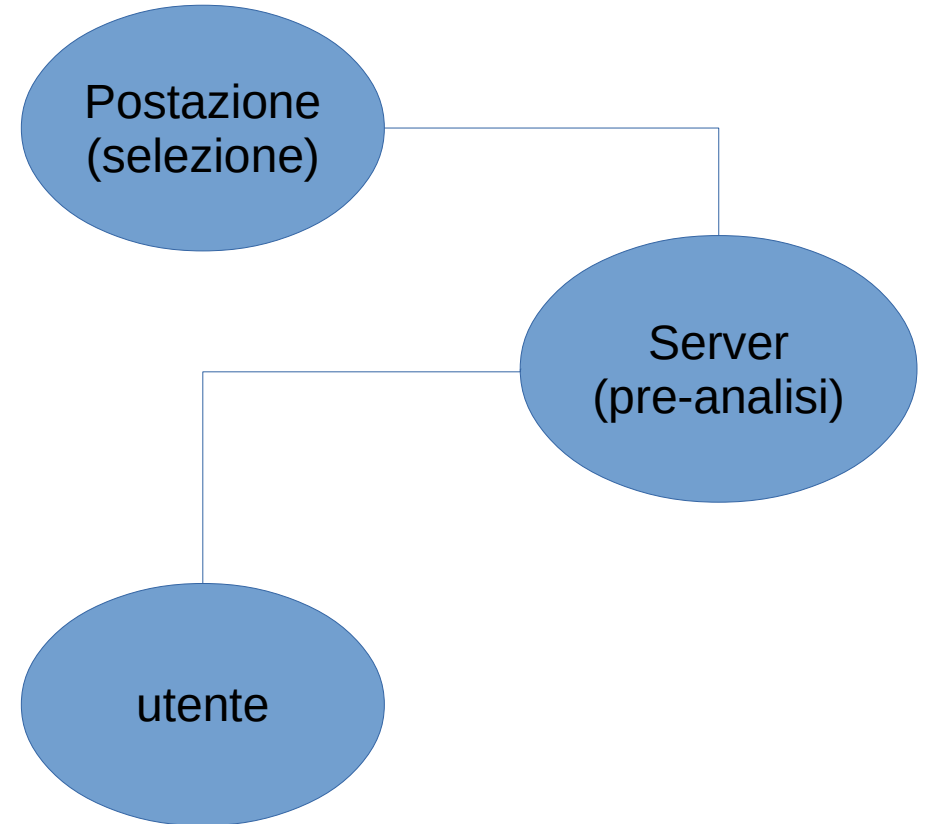 Postazione
(selezione)
Server
(pre-analisi)
utente